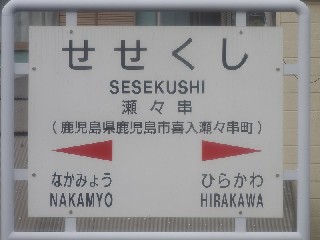 せせくし
SESEKUSHI
瀬々串
(鹿児島県鹿児島市喜入瀬々串町)
なかみょう ひらかわ
NAKAMYO HIRAKAWA